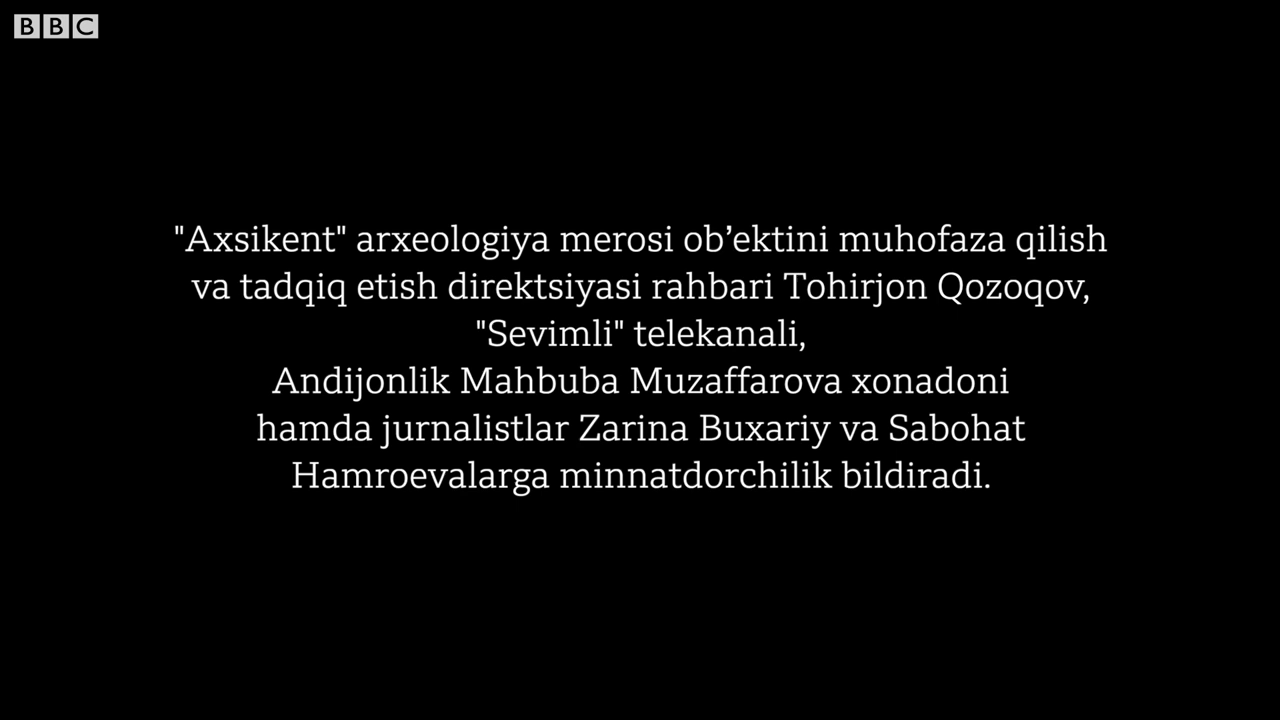 BBC
"Axsikent" arxeologiya merosi ob’ektini muhofaza qilish
va tadqiq etish direktsiyasi rahbari Tohirjon Qozoqov,
"Sevimli" telekanali,
Andijonlik Mahbuba Muzaffarova xonadoni
hamda jurnalistlar Zarina Buxariy va Sabohat
Hamroevalarga minnatdorchilik bildiradi.